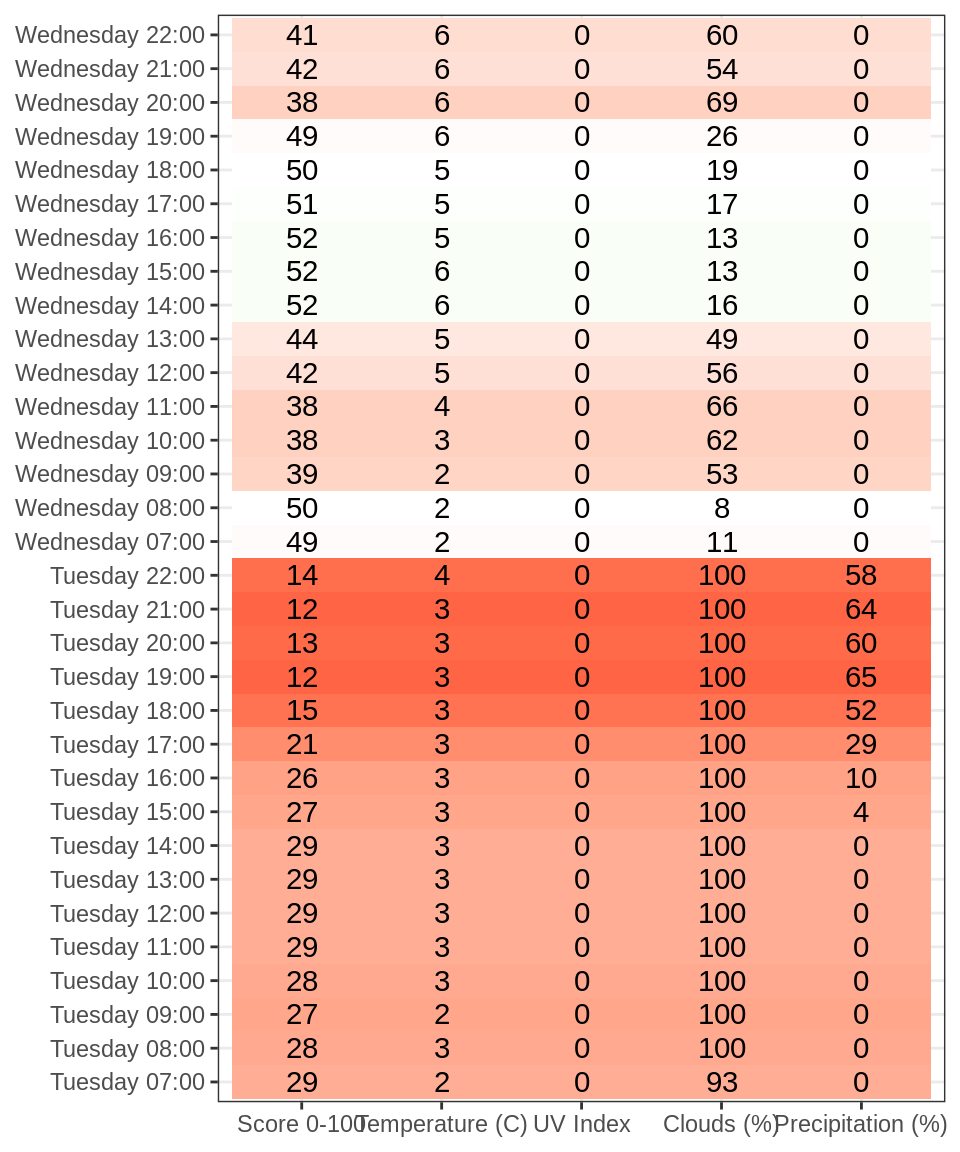 Wednesday 22:00 41 6 0 60 0
Wednesday 21:00 42 6 0 54 0
Wednesday 20:00 38 6 0 69 0
Wednesday 19:00 49 6 0 26 0
Wednesday 18:00 50 5 0 19 0
Wednesday 17:00 51 5 0 17 0
Wednesday 16:00 52 5 0 13 0
Wednesday 15:00 52 6 0 13 0
Wednesday 14:00 52 6 0 16 0
Wednesday 13:00 44 5 0 49 0
Wednesday 12:00 42 5 0 56 0
Wednesday 11:00 38 4 0 66 0
Wednesday 10:00 38 3 0 62 0
Wednesday 09:00 39 2 0 53 0
Wednesday 08:00 50 2 0 8 0
Wednesday 07:00 49 2 0 11 0
Tuesday 22:00 14 4 0 100 58
Tuesday 21:00 12 3 0 100 64
Tuesday 20:00 13 3 0 100 60
Tuesday 19:00 12 3 0 100 65
Tuesday 18:00 15 3 0 100 52
Tuesday 17:00 21 3 0 100 29
Tuesday 16:00 26 3 0 100 10
Tuesday 15:00 27 3 0 100 4
Tuesday 14:00 29 3 0 100 0
Tuesday 13:00 29 3 0 100 0
Tuesday 12:00 29 3 0 100 0
Tuesday 11:00 29 3 0 100 0
Tuesday 10:00 28 3 0 100 0
Tuesday 09:00 27 2 0 100 0
Tuesday 08:00 28 3 0 100 0
Tuesday 07:00 29 2 0 93 0
Score 0-100 Temperature (C) UV Index Clouds (%) Precipitation (%)